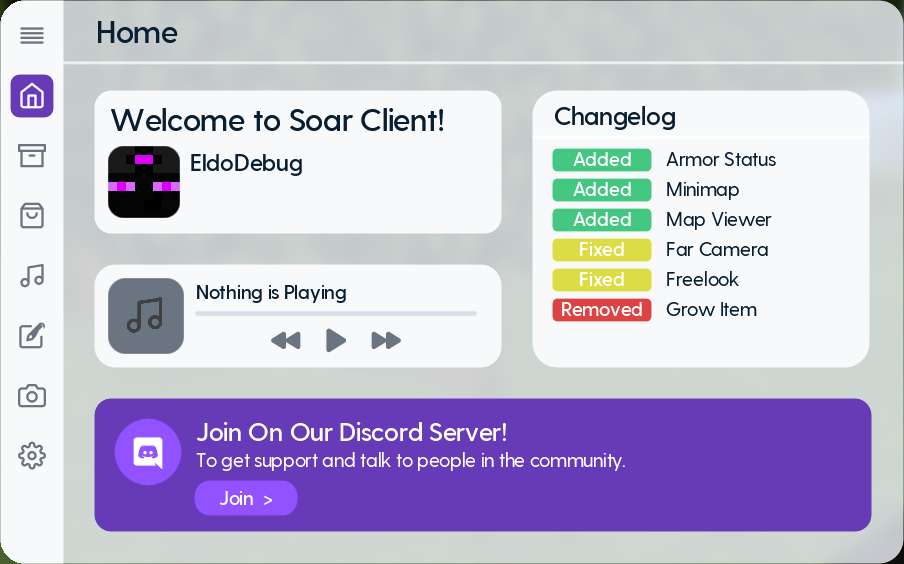 Home
Welcome to Soar Client!
EldoDebug
Nothing is Playing
Changelog
Added Armor Status
Added Minimap
Added Map Viewer
Fixed Far Camera
Fixed Freelook
Removed Grow Item
Join On Our Discord Server!
To get support and talk to people in the community.
Join >